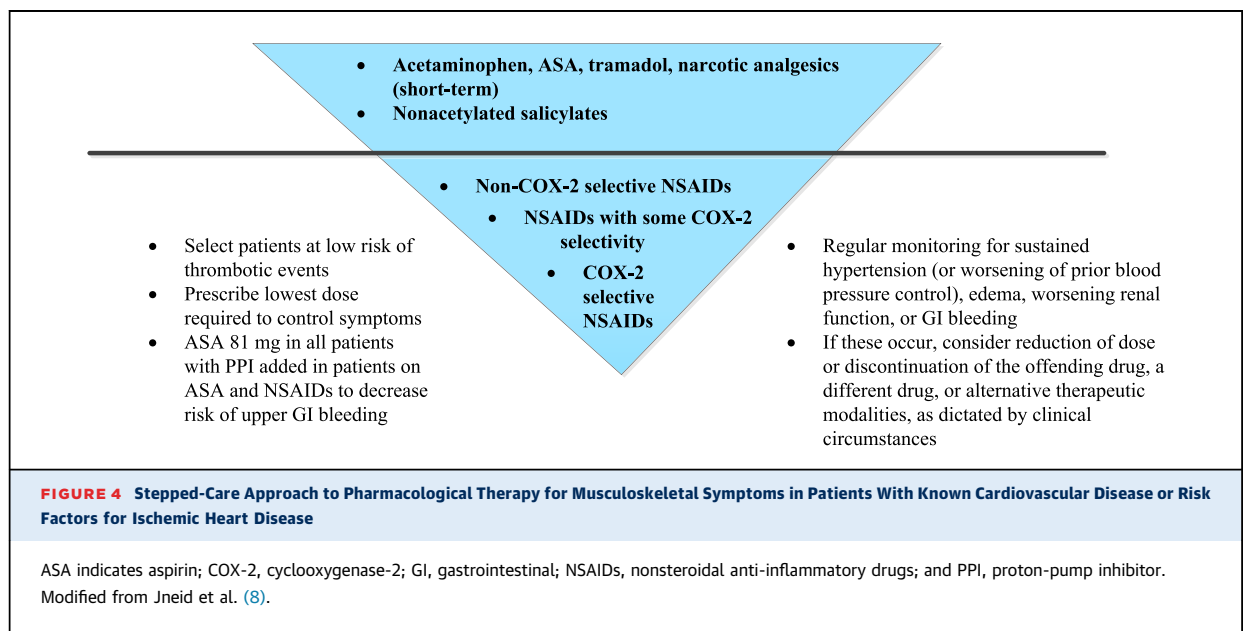 • Acetaminophen, ASA, tramadol, narcotic analgesics
(short-term)
• Nonacetylated salicylates
• Non-COX-2 selective NSAIDs
• NSAIDs with some COX-2
selectivity
• COX-2
selective
NSAIDs
• Select patients at low risk of
thrombotic events
• Prescribe lowest dose
required to control symptoms
• ASA 81 mg in all patients
with PPI added in patients on
ASA and NSAIDs to decrease
risk of upper GI bleeding
• Regular monitoring for sustained
hypertension (or worsening of prior blood
pressure control), edema, worsening renal
function, or GI bleeding
• If these occur, consider reduction of dose
or discontinuation of the offending drug, a
different drug, or alternative therapeutic
modalities, as dictated by clinical
circumstances
FIGURE 4 Stepped-Care Approach to Pharmacological Therapy for Musculoskeletal Symptoms in Patients With Known Cardiovascular Disease or Risk
Factors for Ischemic Heart Disease
ASA indicates aspirin; COX-2, cyclooxygenase-2; GI, gastrointestinal; NSAIDs, nonsteroidal anti-inflammatory drugs; and PPI, proton-pump inhibitor.
Modified from Jneid et al. (8).